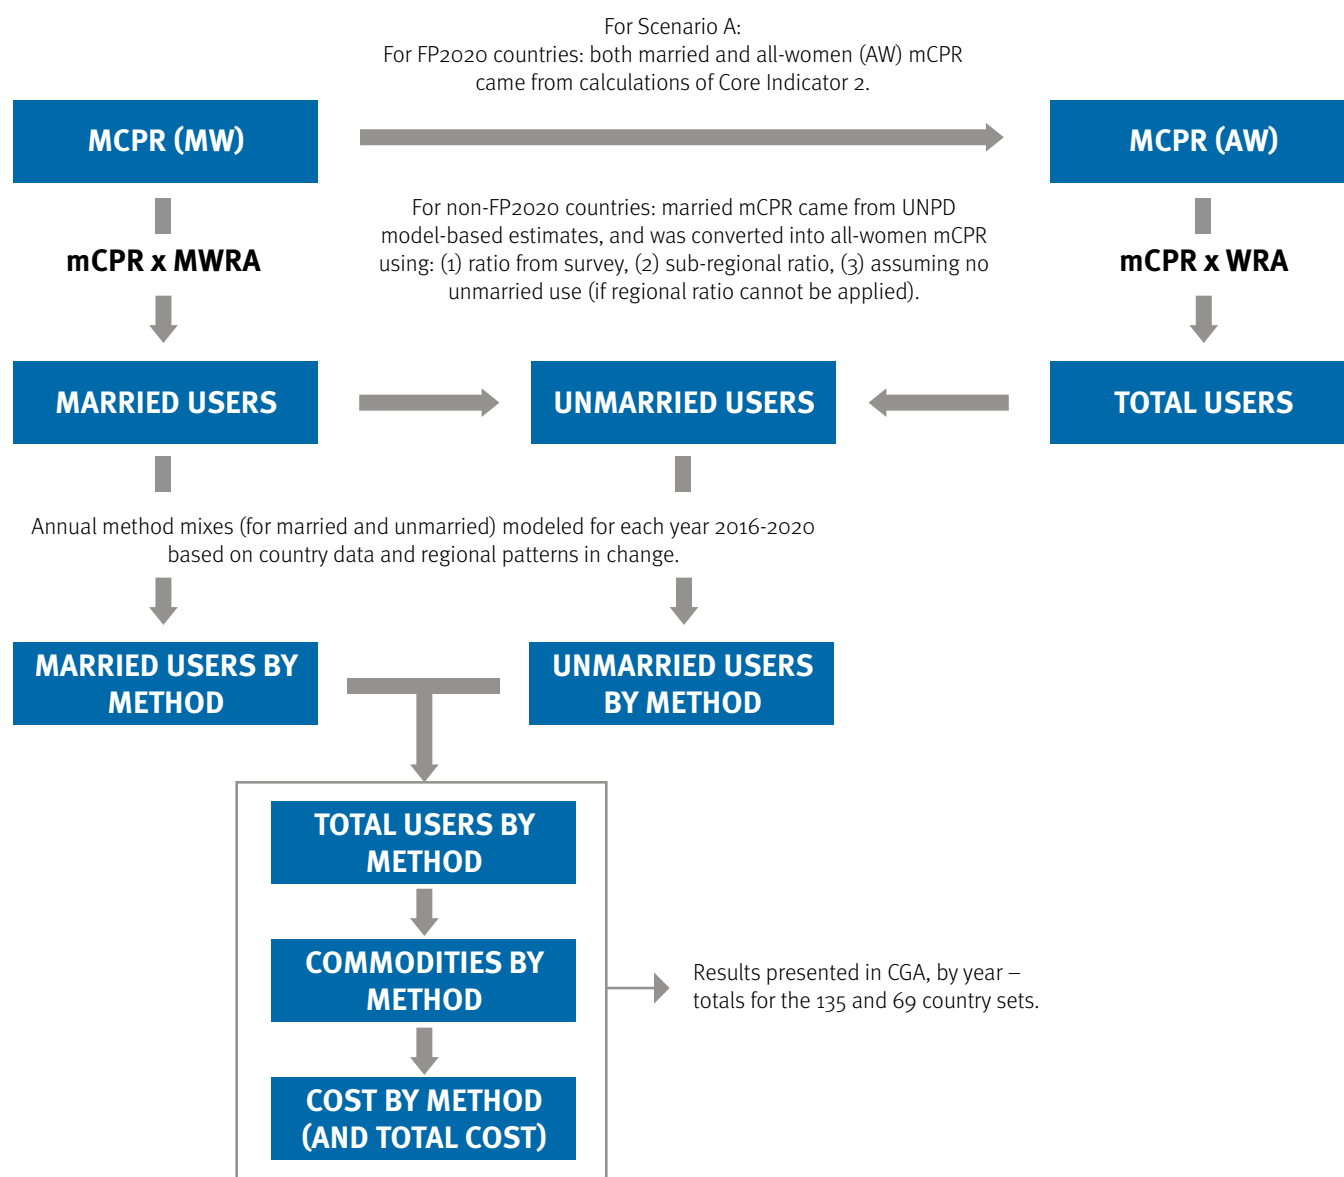 For Scenario A:
For FP2020 countries: both married and all-women (AW) mCPR
came from calculations of Core Indicator 2.
MCPR (MW)
MCPR (AW)
For non-FP2020 countries: married mCPR came from UNPD
model-based estimates, and was converted into all-women mCPR
using: (1) ratio from survey, (2) sub-regional ratio, (3) assuming no
unmarried use (if regional ratio cannot be applied).
mCPR x MWRA
mCPR x WRA
MARRIED USERS
UNMARRIED USERS
TOTAL USERS
Annual method mixes (for married and unmarried) modeled for each year 2016-2020
based on country data and regional patterns in change.
MARRIED USERS BY
METHOD
UNMARRIED USERS
BY METHOD
TOTAL USERS BY
METHOD
COMMODITIES BY
METHOD
Results presented in CGA, by year –
totals for the 135 and 69 country sets.
COST BY METHOD
(AND TOTAL COST)